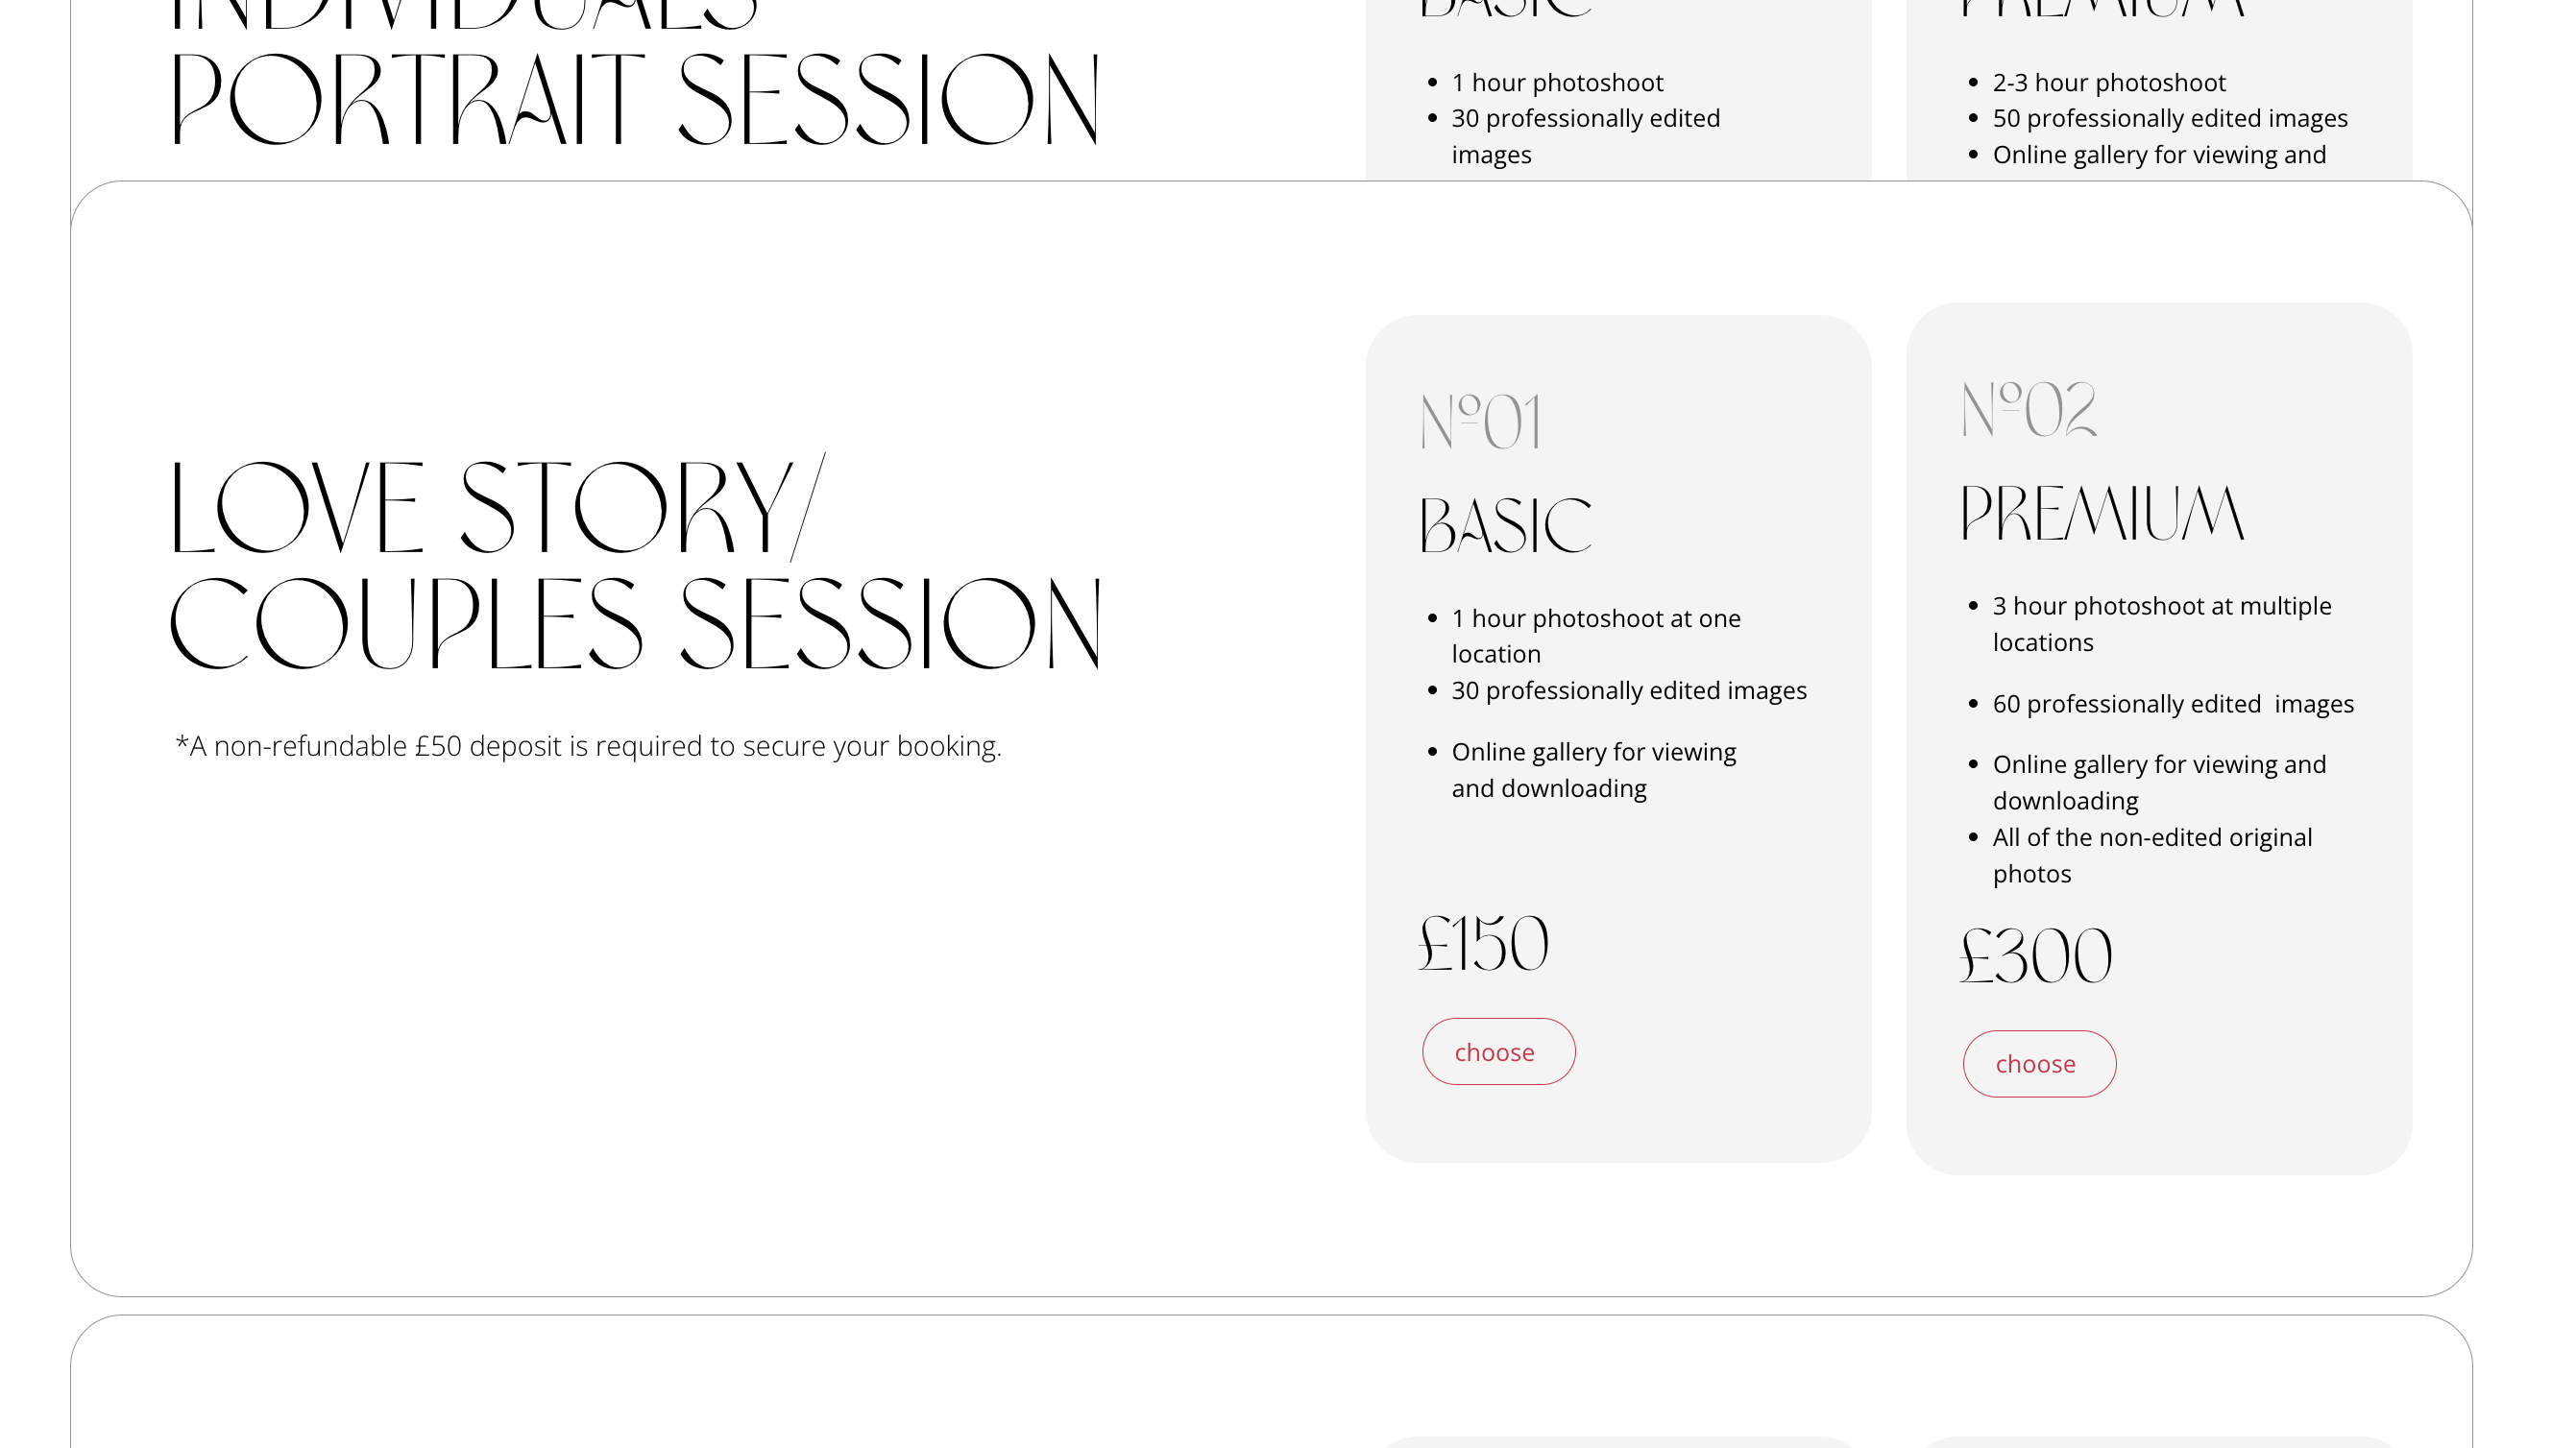 INDIVIDUALS
PORTRAIT SESSION
BASIC
1 hour photoshoot
30 professionally edited
images
PREMIUM
2-3 hour photoshoot
50 professionally edited images
Online gallery for viewing and
LOVE STORY/
COUPLES SESSION
*A non-refundable £50 deposit is required to secure your booking.
Nº01
BASIC
1 hour photoshoot at one
location
30 professionally edited images
Online gallery for viewing
and downloading
£150
choose
Nº02
PREMIUM
3 hour photoshoot at multiple
locations
60 professionally edited  images
Online gallery for viewing and
downloading
All of the non-edited original
photos
£300
choose